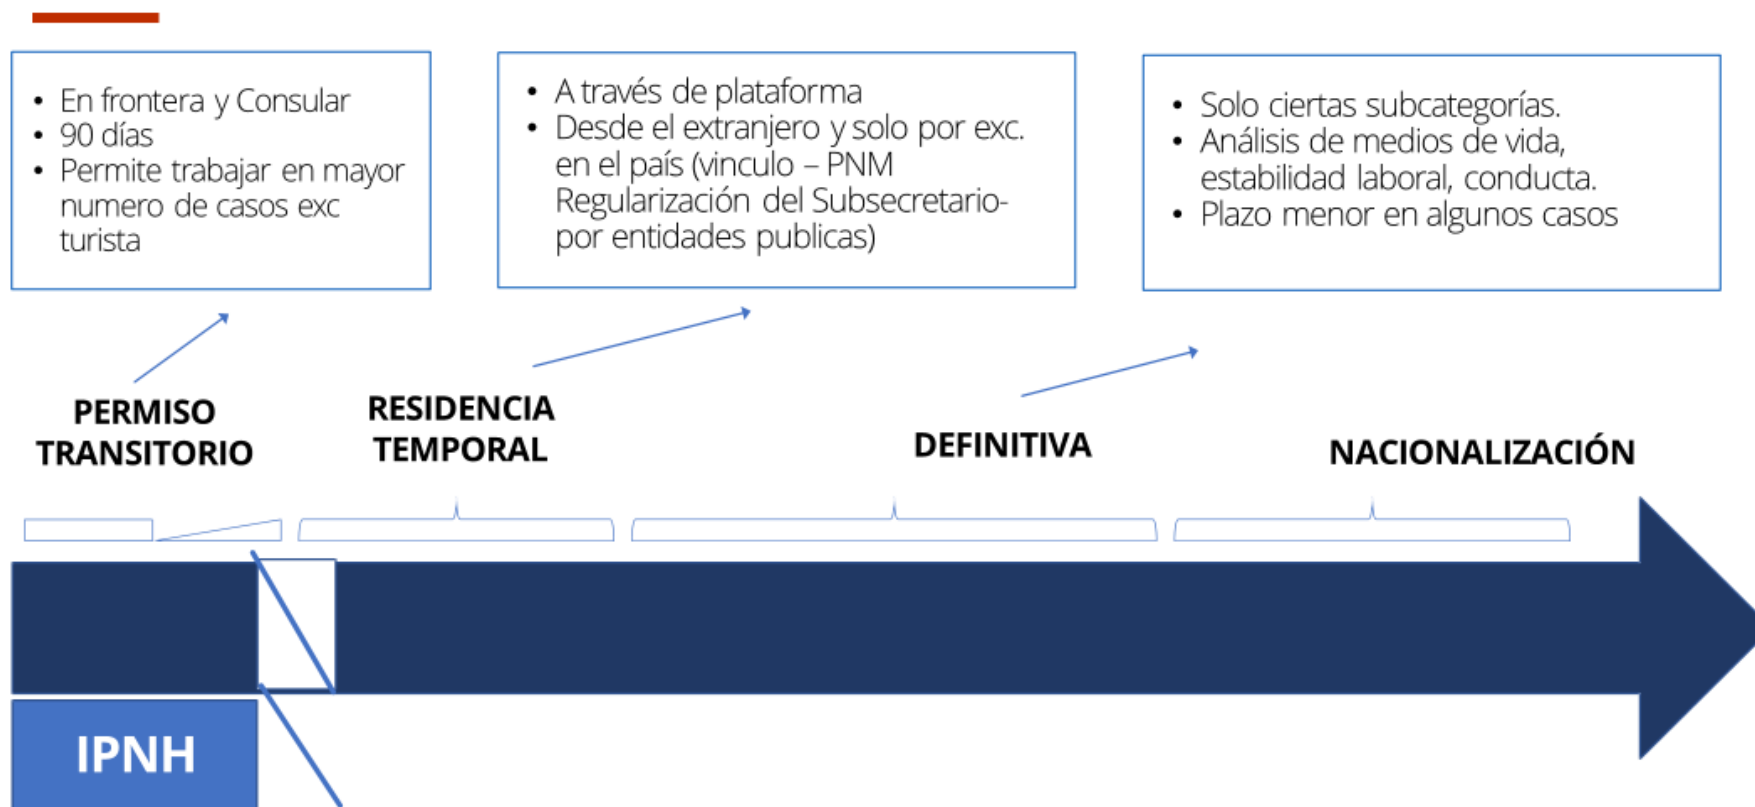 • En frontera y Consular
• 90 días
• Permite trabajar en mayor
numero de casos exc
turista
• A través de plataforma
• Desde el extranjero y solo por exc.
en el país (vinculo – PNM
Regularización del Subsecretario-
por entidades publicas)
• Solo ciertas subcategorías.
• Análisis de medios de vida,
estabilidad laboral, conducta.
• Plazo menor en algunos casos
PERMISO
TRANSITORIO
RESIDENCIA
TEMPORAL
DEFINITIVA
NACIONALIZACIÓN
IPNH